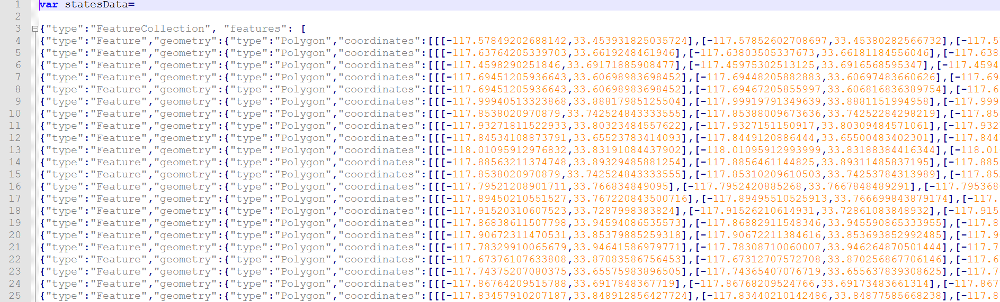 1 var statesData=
2
3 {"type":"FeatureCollection", "features": [
4 {"type":"Feature","geometry":{"type":"Polygon","coordinates":[[[-117.57849202688142,33.453931825035724],[-117.57852602708697,33.45380282566732],[-117.5
5 {"type":"Feature","geometry":{"type":"Polygon","coordinates":[[[-117.63764205339703,33.6619248461946],[-117.63803505337673,33.66181184556046],[-117.638
6 {"type":"Feature","geometry":{"type":"Polygon","coordinates":[[[-117.4598290251846,33.691718859084​77],[-117.45975302513125,33.6916568595347],[-117.4594
7 {"type":"Feature","geometry":{"type":"Polygon","coordinates":[[[-117.69451205936643,33.60698983698452],[-117.69448205882883,33.60697483660626],[-117.69
8 {"type":"Feature","geometry":{"type":"Polygon","coordinates":[[[-117.69451205936643,33.60698983698452],[-117.69467205855997,33.606816836389754],[-117.6
9 {"type":"Feature","geometry":{"type":"Polygon","coordinates":[[[-117.99940513323868,33.88817985125504],[-117.99919791349639,33.8881151994958],[-117.999
10 {"type":"Feature","geometry":{"type":"Polygon","coordinates":[[[-117.8538020970879,33.742524843333555],[-117.85388009673636,33.74252284298219],[-117.85
11 {"type":"Feature","geometry":{"type":"Polygon","coordinates":[[[-117.93271811522933,33.80323484557622],[-117.9327151150917,33.80309484571061],[-117.932
12 {"type":"Feature","geometry":{"type":"Polygon","coordinates":[[[-117.84534108873791,33.65523783414093],[-117.8449120886444,33.65500483402301],[-117.844
13 {"type":"Feature","geometry":{"type":"Polygon","coordinates":[[[-118.01095912976832,33.83191084437902],[-118.01095912993999,33.83188384416344],[-118.01
14 {"type":"Feature","geometry":{"type":"Polygon","coordinates":[[[-117.88563211374748,33.89329485881254],[-117.8856461144825,33.89311485837195],[-117.885
15 {"type":"Feature","geometry":{"type":"Polygon","coordinates":[[[-117.8538020970879,33.742524843333555],[-117.85310209610503,33.74253784313989],[-117.85
16 {"type":"Feature","geometry":{"type":"Polygon","coordinates":[[[-117.79521208901711,33.766834849095],[-117.7952420885268,33.7667848489291],[-117.795368
17 {"type":"Feature","geometry":{"type":"Polygon","coordinates":[[[-117.89450210551527,33.767220843500716],[-117.89495510525913,33.766699843879174],[-117.
18 {"type":"Feature","geometry":{"type":"Polygon","coordinates":[[[-117.91520310607523,33.7287998383824],[-117.91526210614931,33.72861083848932],[-117.915
19 {"type":"Feature","geometry":{"type":"Polygon","coordinates":[[[-117.86838611507798,33.94594086535573],[-117.86882911548346,33.945590865333955],[-117.8
20 {"type":"Feature","geometry":{"type":"Polygon","coordinates":[[[-117.90672311470531,33.85379885259318],[-117.90672211384616,33.853693852992485],[-117.9
21 {"type":"Feature","geometry":{"type":"Polygon","coordinates":[[[-117.78329910065679,33.94641586979771],[-117.78308710060007,33.946264870501444],[-117.7
22 {"type":"Feature","geometry":{"type":"Polygon","coordinates":[[[-117.67376107633808,33.87083586756453],[-117.67312707572708,33.870256867706146],[-117.6
23 {"type":"Feature","geometry":{"type":"Polygon","coordinates":[[[-117.74375207080375,33.65575983896505],[-117.74365407076719,33.655637839308625],[-117.7
24 {"type":"Feature","geometry":{"type":"Polygon","coordinates":[[[-117.86764209515788,33.6917848367719],[-117.86768209524766,33.69173483661314],[-117.867
25 {"type":"Feature","geometry":{"type":"Polygon","coordinates":[[[-117.83457910207187,33.848912856427724],[-117.83440210142486,33.84877585668238],[-117.8